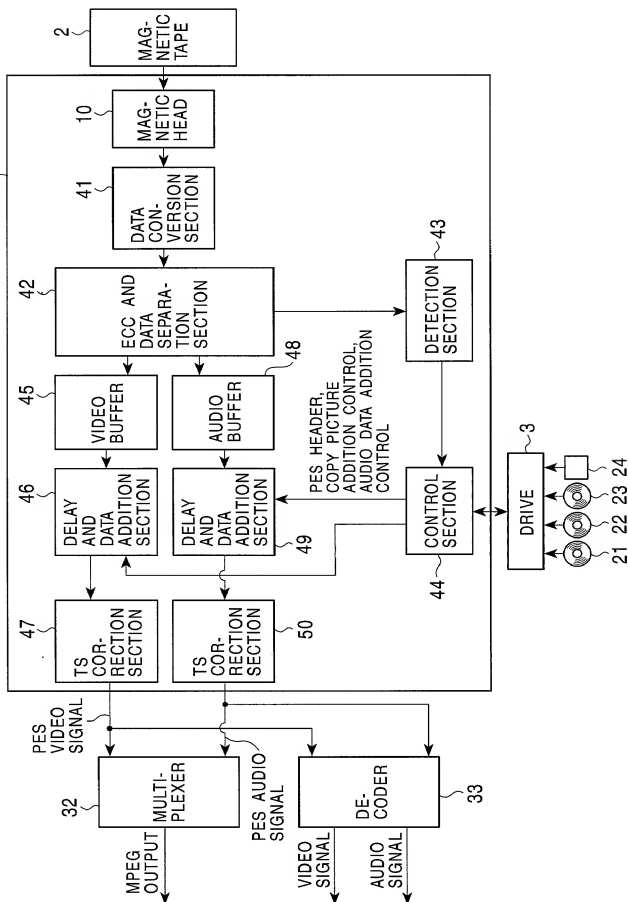 2
MAG-
NETIC
TAPE
10
MAG-
NETIC
HEAD
41
DATA
CON-
VERSION
SECTION
42
ECC AND
DATA
SEPARA-
TION
SECTION
43
DETECTION
SECTION
45
VIDEO
BUFFER
48
AUDIO
BUFFER
PES HEADER,
COPY PICTURE
ADDITION CONTROL,
AUDIO DATA ADDITION
CONTROL
46
DELAY
AND DATA
ADDITION
SECTION
DELAY
AND DATA
ADDITION
SECTION
49
CONTROL
SECTION
44
3
DRIVE
24
23
22
21
47
TS
COR-
RECTION
SECTION
TS
COR-
RECTION
SECTION
50
PES
VIDEO
SIGNAL
32
MULTI-
PLEXER
PES AUDIO
SIGNAL
DE-
CODER
33
MPEG
OUTPUT
VIDEO
SIGNAL
AUDIO
SIGNAL